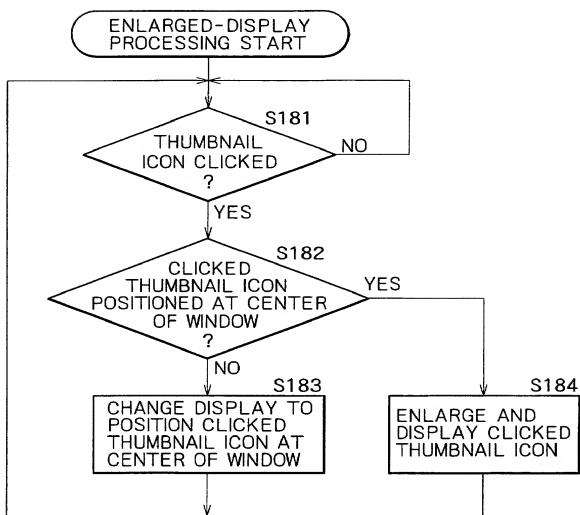 ENLARGED-DISPLAY
PROCESSING START
S181
THUMBNAIL
ICON CLICKED
?
NO
YES
S182
CLICKED
THUMBNAIL ICON
POSITIONED AT CENTER
OF WINDOW
?
YES
NO
S183
CHANGE DISPLAY TO
POSITION CLICKED
THUMBNAIL ICON AT
CENTER OF WINDOW
S184
ENLARGE AND
DISPLAY CLICKED
THUMBNAIL ICON